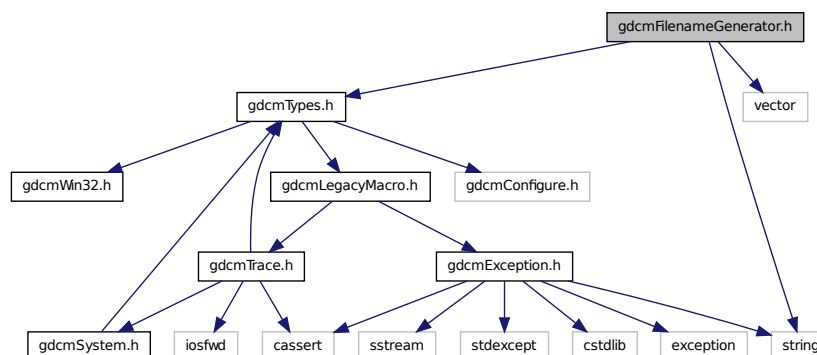 gdcmFilenameGenerator.h
gdcmTypes.h
vector
gdcmWin32.h
gdcmLegacyMacro.h
gdcmConfigure.h
gdcmTrace.h
gdcmException.h
gdcmSystem.h
iosfwd
cassert
sstream
stdexcept
cstdlib
exception
string